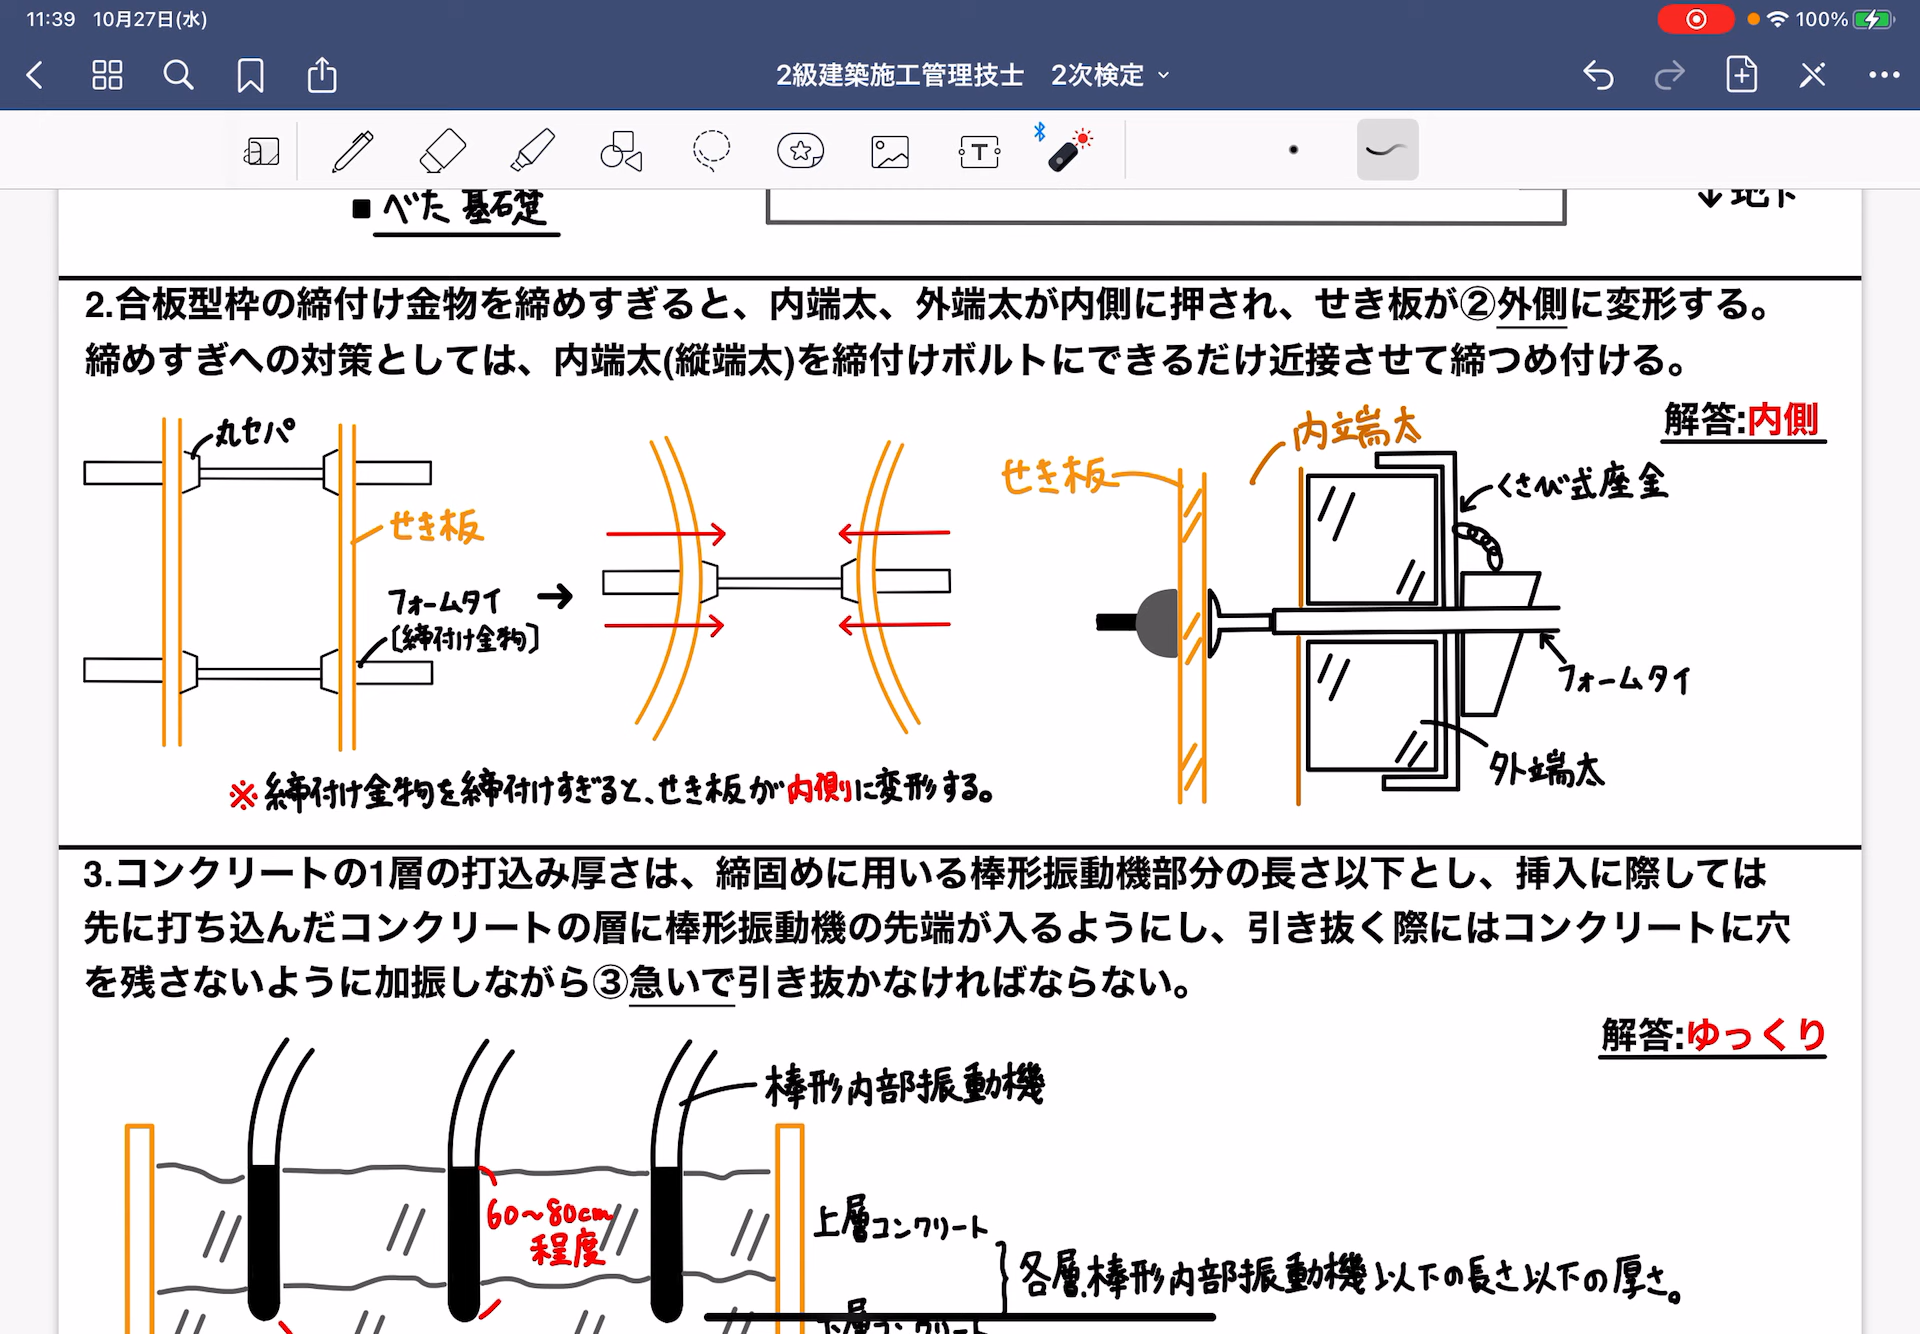 11:39 10月27日(水)
100%
2級建築施工管理技士 2次検定
■ べた基礎
↓地下
2.合板型枠の締付け金物を締めすぎると、内端太、外端太が内側に押され、せき板が②外側に変形する。
締めすぎへの対策としては、内端太(縦端太)を締付けボルトにできるだけ近接させて締つめ付ける。
解答:内側
丸セパ
せき板
フォームタイ
〔締付け金物〕
→
せき板
内端太
くさび式座金
フォームタイ
外端太
※締付け金物を締付けすぎると、せき板が内側に変形する。
3.コンクリートの1層の打込み厚さは、締固めに用いる棒形振動機部分の長さ以下とし、挿入に際しては
先に打ち込んだコンクリートの層に棒形振動機の先端が入るようにし、引き抜く際にはコンクリートに穴
を残さないように加振しながら③急いで引き抜かなければならない。
解答:ゆっくり
棒形内部振動機
60〜80cm
程度
上層コンクリート
各層、棒形内部振動機以下の長さ以下の厚さ。
下層コンクリート